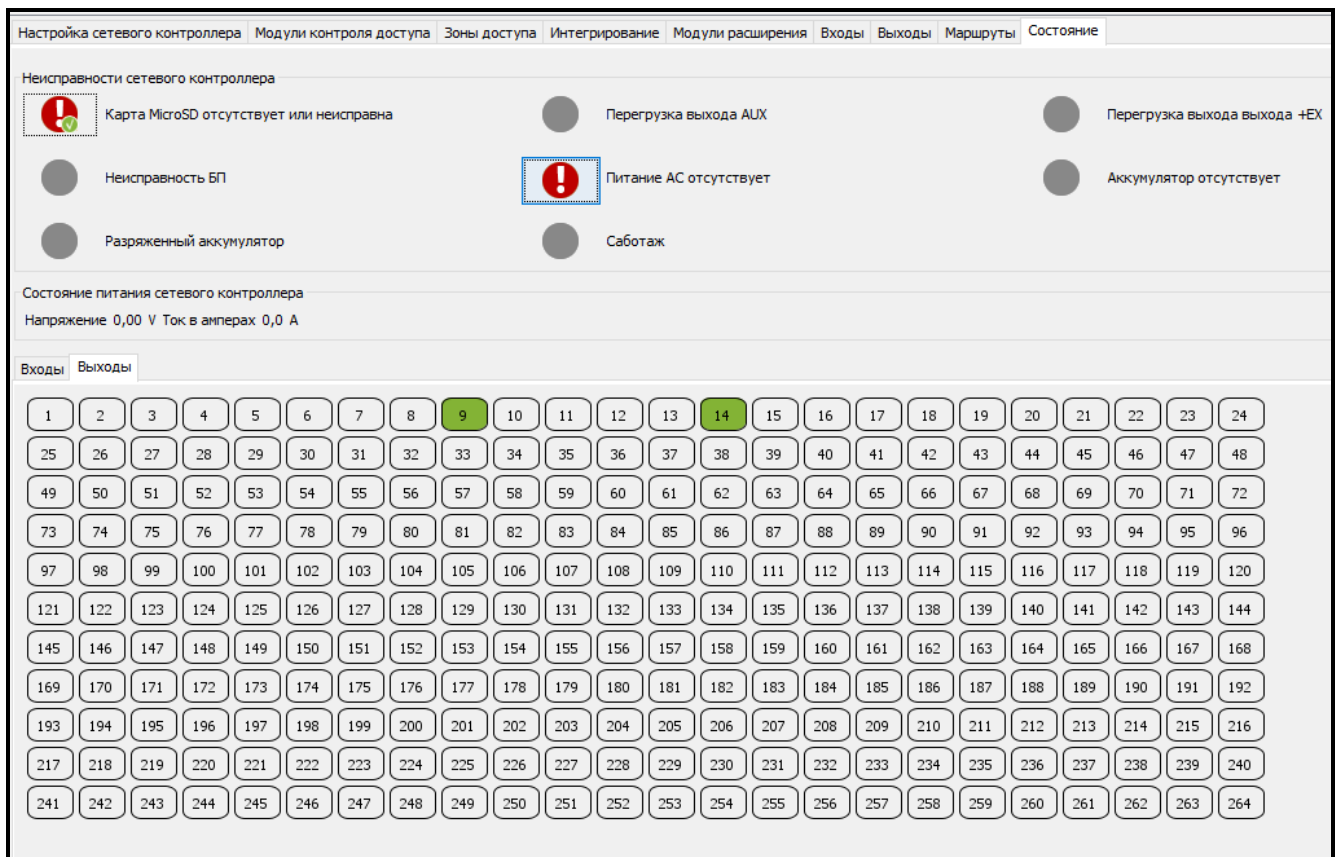 Настройка сетевого контроллера Модули контроля доступа Зоны доступа Интегрирование Модули расширения Входы Выходы Маршруты Состояние
Неисправности сетевого контроллера
Карта MicroSD отсутствует или неисправна Перегрузка выхода AUX Перегрузка выхода выхода +EX
Неисправность БП Питание AC отсутствует Аккумулятор отсутствует
Разряженный аккумулятор Саботаж
Состояние питания сетевого контроллера
Напряжение 0,00 V Ток в амперах 0,0 A
Входы Выходы
1 2 3 4 5 6 7 8 9 10 11 12 13 14 15 16 17 18 19 20 21 22 23 24
25 26 27 28 29 30 31 32 33 34 35 36 37 38 39 40 41 42 43 44 45 46 47 48
49 50 51 52 53 54 55 56 57 58 59 60 61 62 63 64 65 66 67 68 69 70 71 72
73 74 75 76 77 78 79 80 81 82 83 84 85 86 87 88 89 90 91 92 93 94 95 96
97 98 99 100 101 102 103 104 105 106 107 108 109 110 111 112 113 114 115 116 117 118 119 120
121 122 123 124 125 126 127 128 129 130 131 132 133 134 135 136 137 138 139 140 141 142 143 144
145 146 147 148 149 150 151 152 153 154 155 156 157 158 159 160 161 162 163 164 165 166 167 168
169 170 171 172 173 174 175 176 177 178 179 180 181 182 183 184 185 186 187 188 189 190 191 192
193 194 195 196 197 198 199 200 201 202 203 204 205 206 207 208 209 210 211 212 213 214 215 216
217 218 219 220 221 222 223 224 225 226 227 228 229 230 231 232 233 234 235 236 237 238 239 240
241 242 243 244 245 246 247 248 249 250 251 252 253 254 255 256 257 258 259 260 261 262 263 264